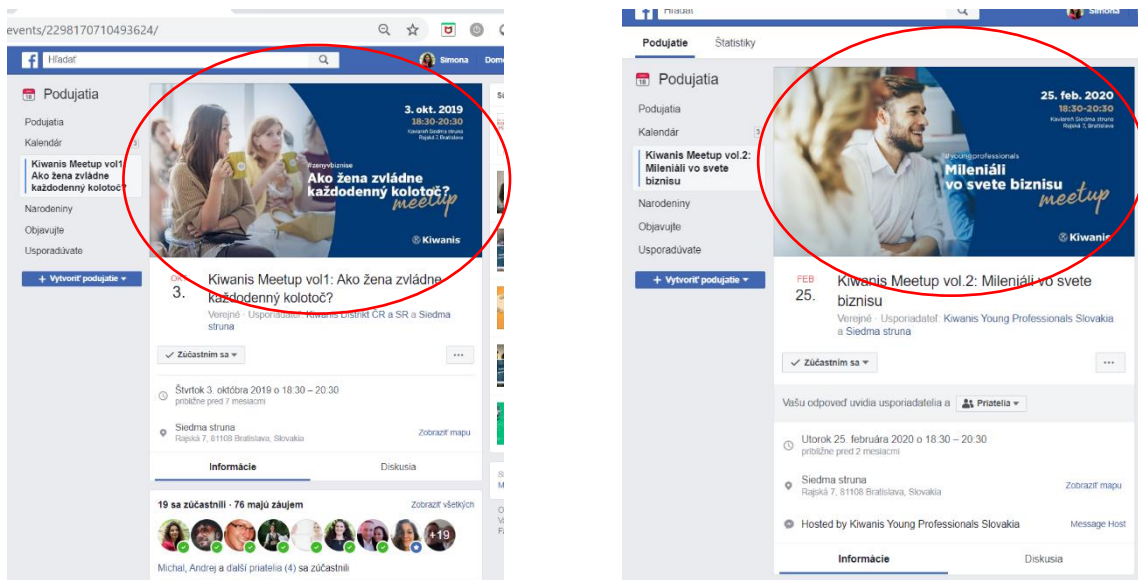 events/2298170710493624/
Hľadať
Simona
Dom
Podujatia
Podujatia
Kalendár
3
Kiwanis Meetup vol1:
Ako žena zvládne
každodenný kolotoč?
Narodeniny
Objavujte
Usporadúvate
+ Vytvoriť podujatie
3. okt. 2019
18:30-20:30
Kaviareň Siedma struna
Rajská 7, Bratislava
#zenyvbiznise
Ako žena zvládne
každodenný kolotoč?
meetup
Kiwanis
OKT
3.
Kiwanis Meetup vol1: Ako žena zvládne
každodenný kolotoč?
Verejné · Usporiadateľ: Kiwanis Distrikt ČR a SR a Siedma
struna
Zúčastním sa
Štvrtok 3. októbra 2019 o 18:30 – 20:30
približne pred 7 mesiacmi
Siedma struna
Rajská 7, 81108 Bratislava, Slovakia
Zobraziť mapu
Informácie
Diskusia
19 sa zúčastnili · 76 majú záujem
Zobraziť všetkých
+19
Michal, Andrej a ďalší priatelia (4) sa zúčastnili
Hľadať
Simona
Podujatie
Štatistiky
Podujatia
Podujatia
Kalendár
3
Kiwanis Meetup vol.2:
Mileniáli vo svete
biznisu
Narodeniny
Objavujte
Usporadúvate
+ Vytvoriť podujatie
25. feb. 2020
18:30-20:30
Kaviareň Siedma struna
Rajská 7, Bratislava
#youngprofessionals
Mileniáli
vo svete biznisu
meetup
Kiwanis
FEB
25.
Kiwanis Meetup vol.2: Mileniáli vo svete
biznisu
Verejné · Usporiadateľ: Kiwanis Young Professionals Slovakia
a Siedma struna
Zúčastním sa
Vašu odpoveď uvidia usporiadatelia a
Priatelia
Utorok 25. februára 2020 o 18:30 – 20:30
približne pred 2 mesiacmi
Siedma struna
Rajská 7, 81108 Bratislava, Slovakia
Zobraziť mapu
Hosted by Kiwanis Young Professionals Slovakia
Message Host
Informácie
Diskusia